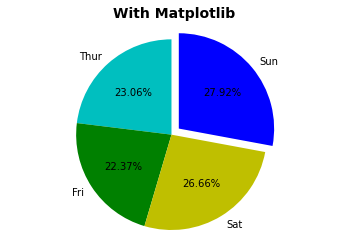 With Matplotlib
Thur
Sun
23.06%
27.92%
22.37%
26.66%
Fri
Sat